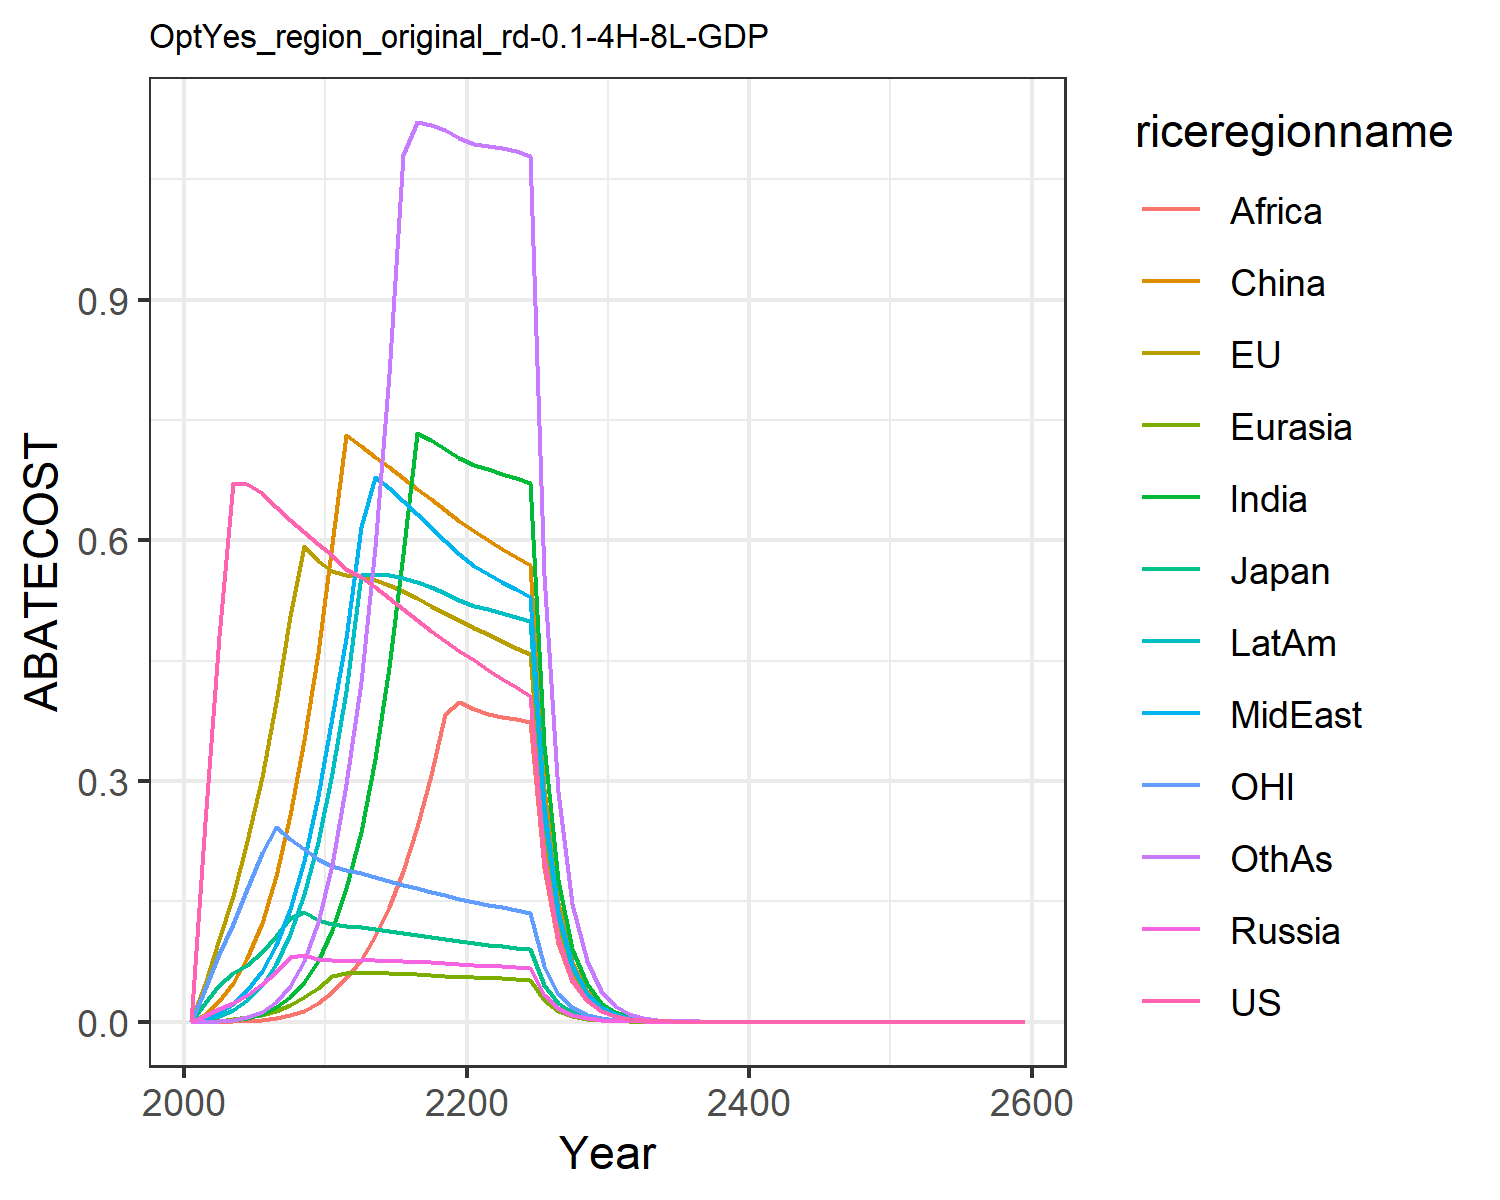 OptYes_region_original_rd-0.1-4H-8L-GDP
ABATECOST
0.9
0.6
0.3
0.0
2000
2200
2400
2600
Year
riceregionname
Africa
China
EU
Eurasia
India
Japan
LatAm
MidEast
OHI
OthAs
Russia
US